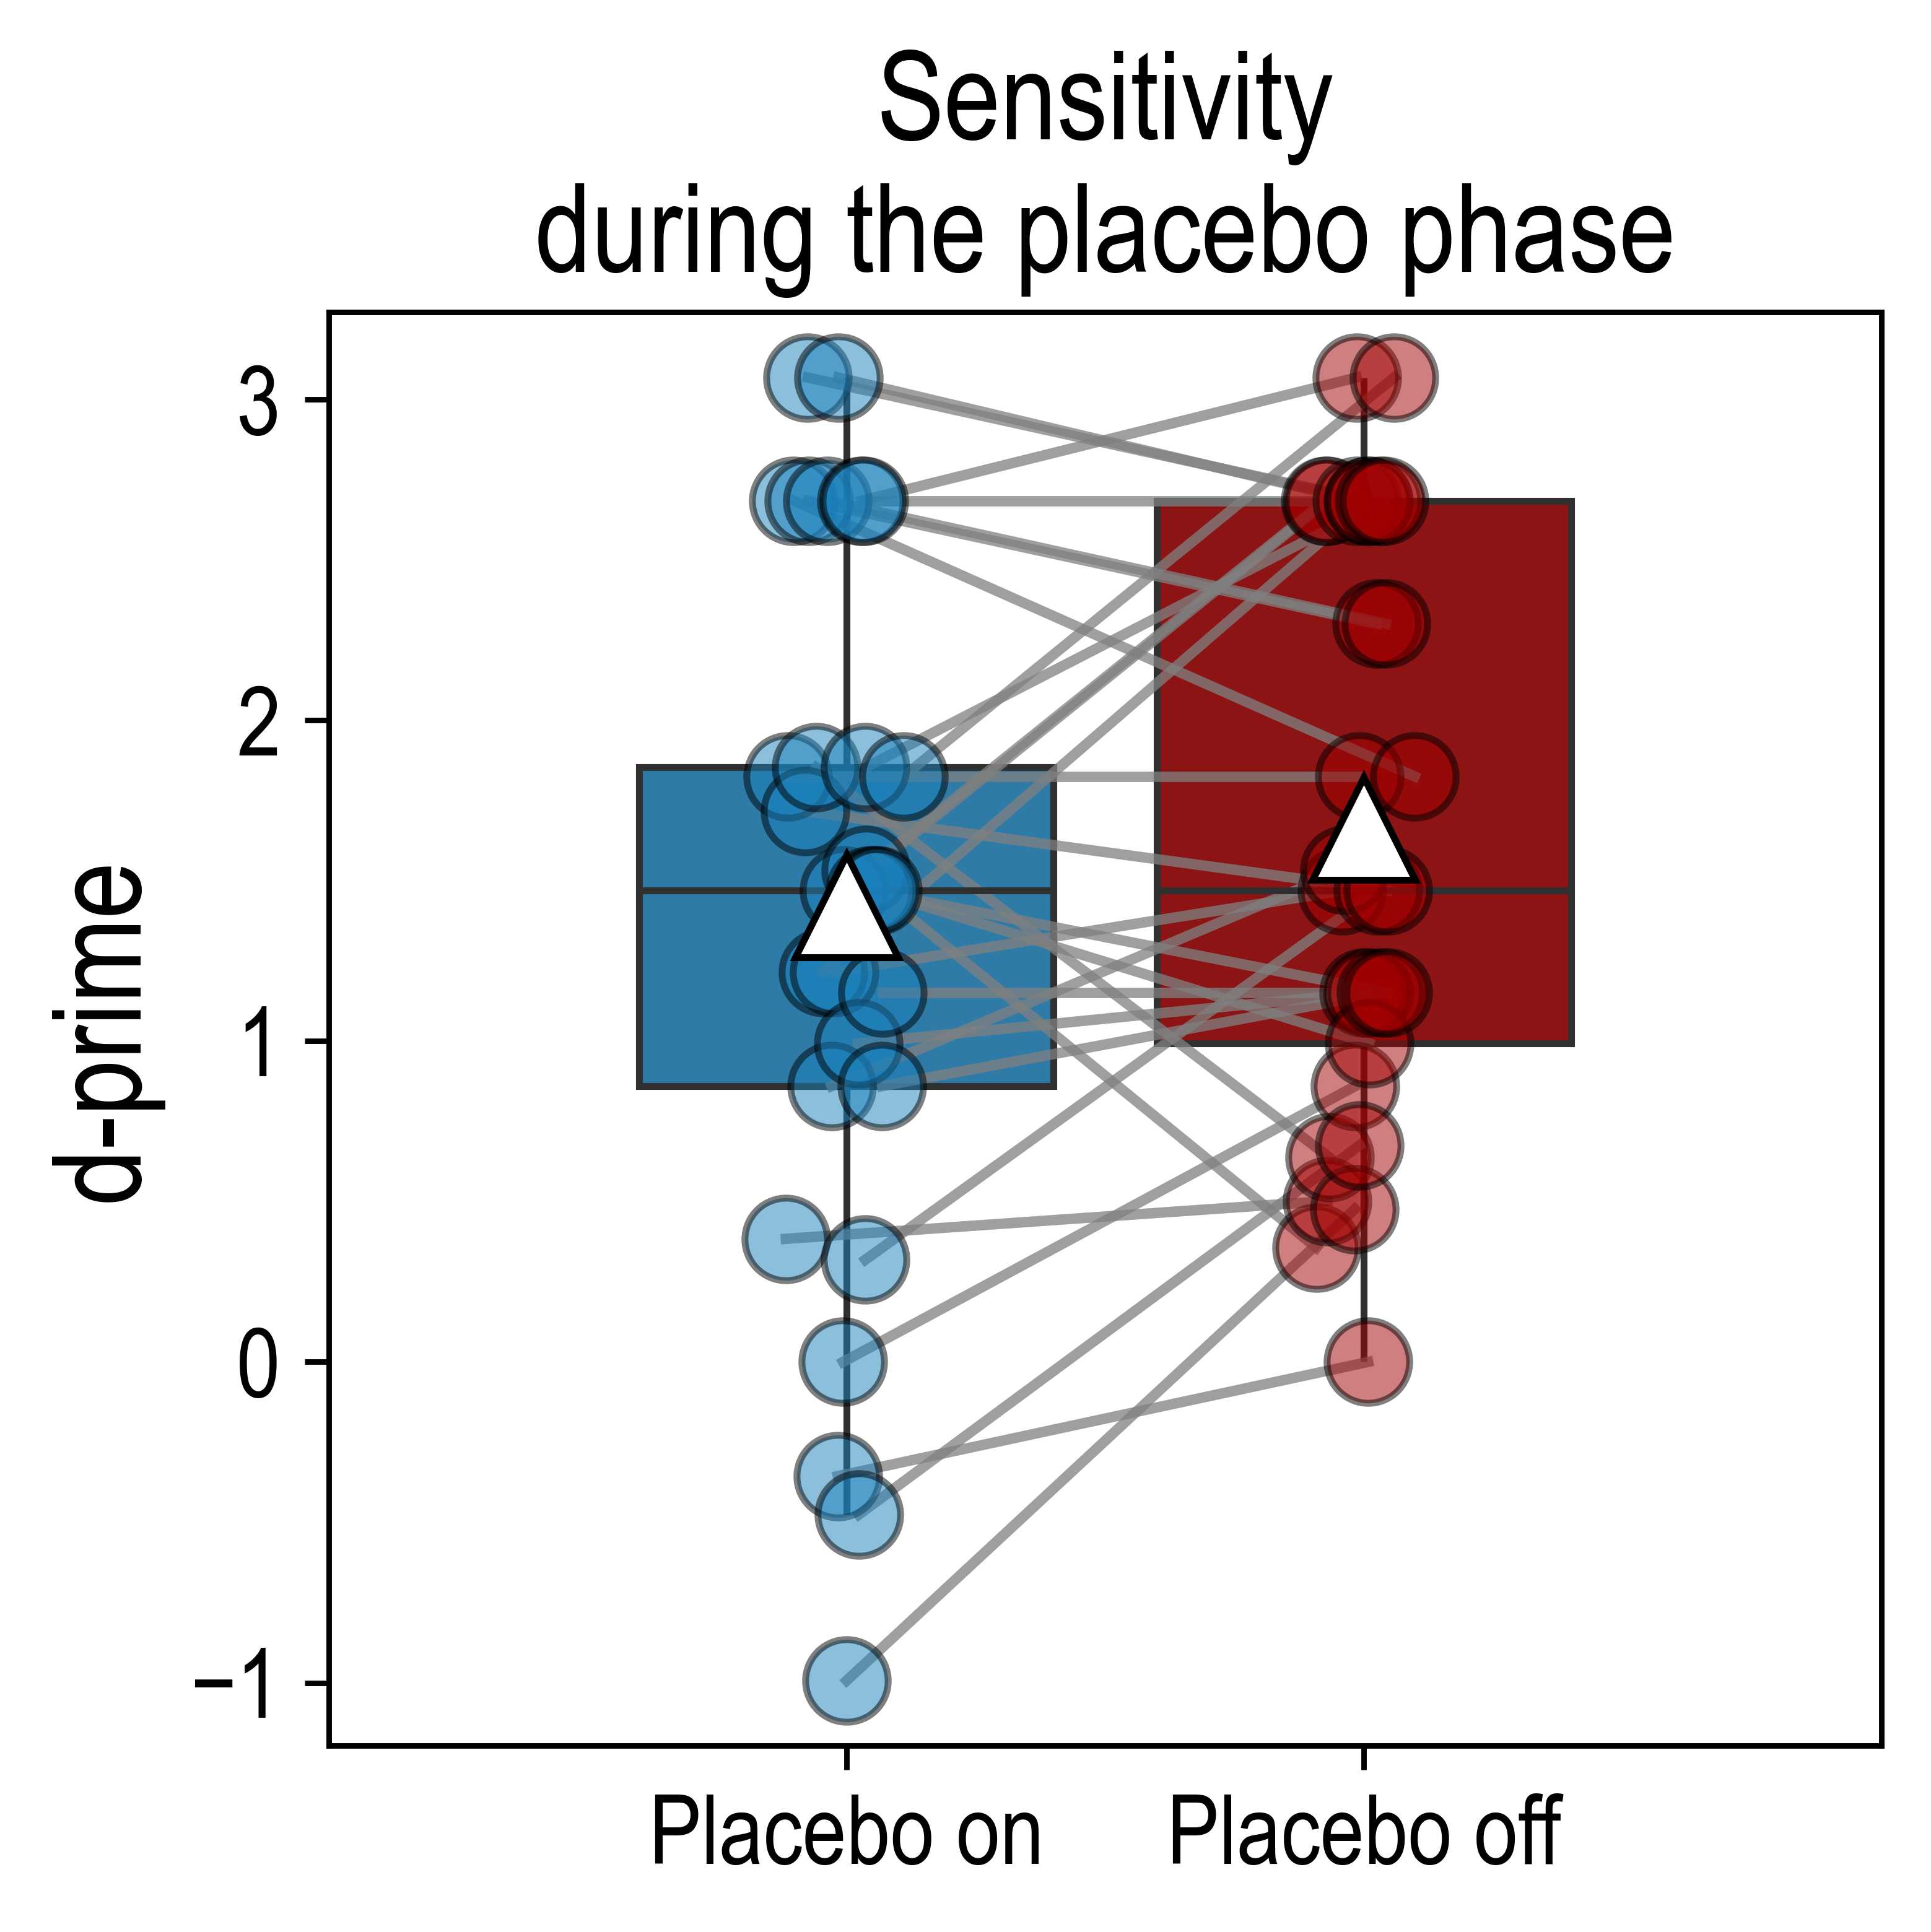 Sensitivity
during the placebo phase
d-prime
3
2
1
0
−1
Placebo on
Placebo off